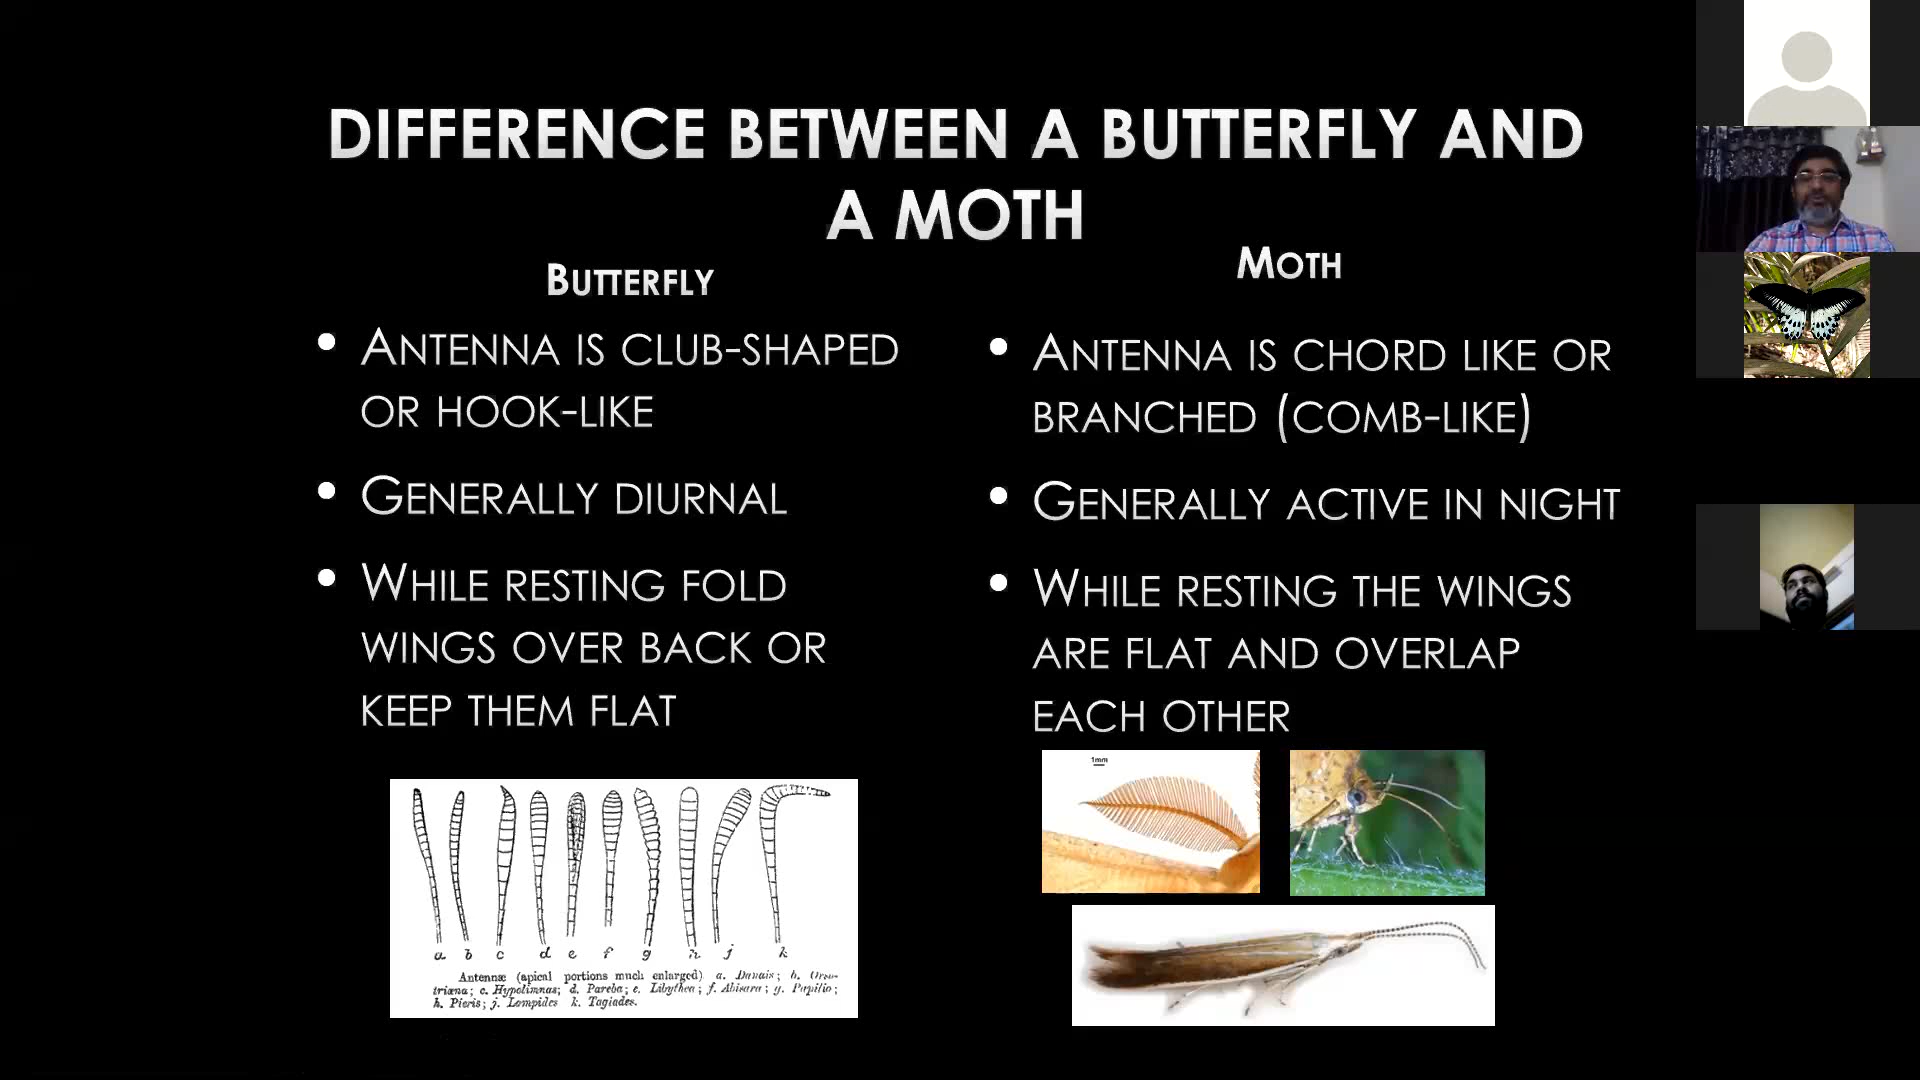 DIFFERENCE BETWEEN A BUTTERFLY AND
A MOTH
BUTTERFLY
• ANTENNA IS CLUB-SHAPED
OR HOOK-LIKE
• GENERALLY DIURNAL
• WHILE RESTING FOLD
WINGS OVER BACK OR
KEEP THEM FLAT
a b c d e f g h j k
Antennæ (apical portions much enlarged) a. Danais; b. Orso-
triæna; c. Hypolimnas; d. Pareba; e. Libythea; f. Abisara; g. Papilio;
h. Pieris; j. Lampides k. Tagiades.
MOTH
• ANTENNA IS CHORD LIKE OR
BRANCHED (COMB-LIKE)
• GENERALLY ACTIVE IN NIGHT
• WHILE RESTING THE WINGS
ARE FLAT AND OVERLAP
EACH OTHER
1mm